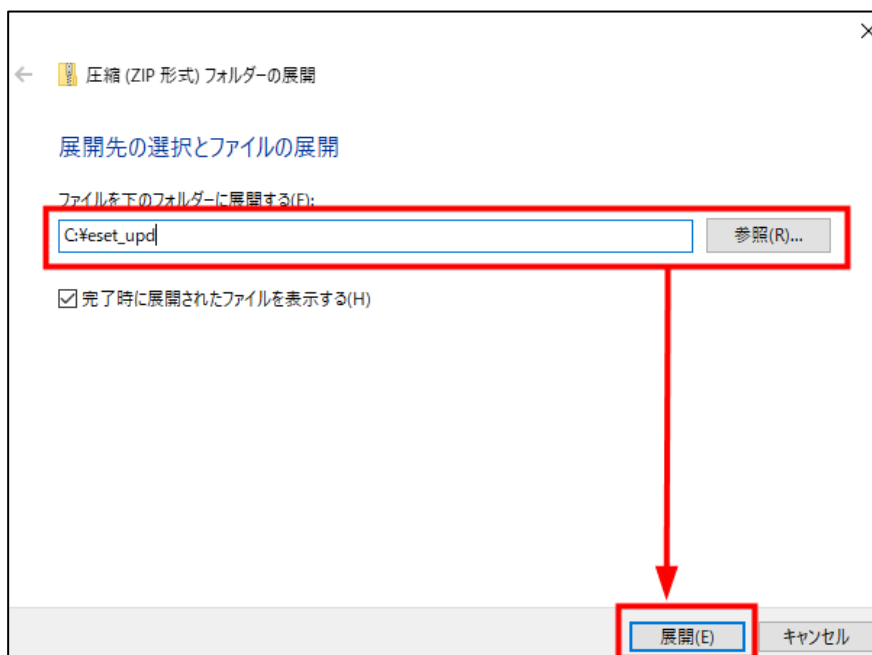 圧縮 (ZIP 形式) フォルダーの展開
展開先の選択とファイルの展開
ファイルを下のフォルダーに展開する(F):
C:¥eset_upd
参照(R)...
完了時に展開されたファイルを表示する(H)
展開(E)
キャンセル